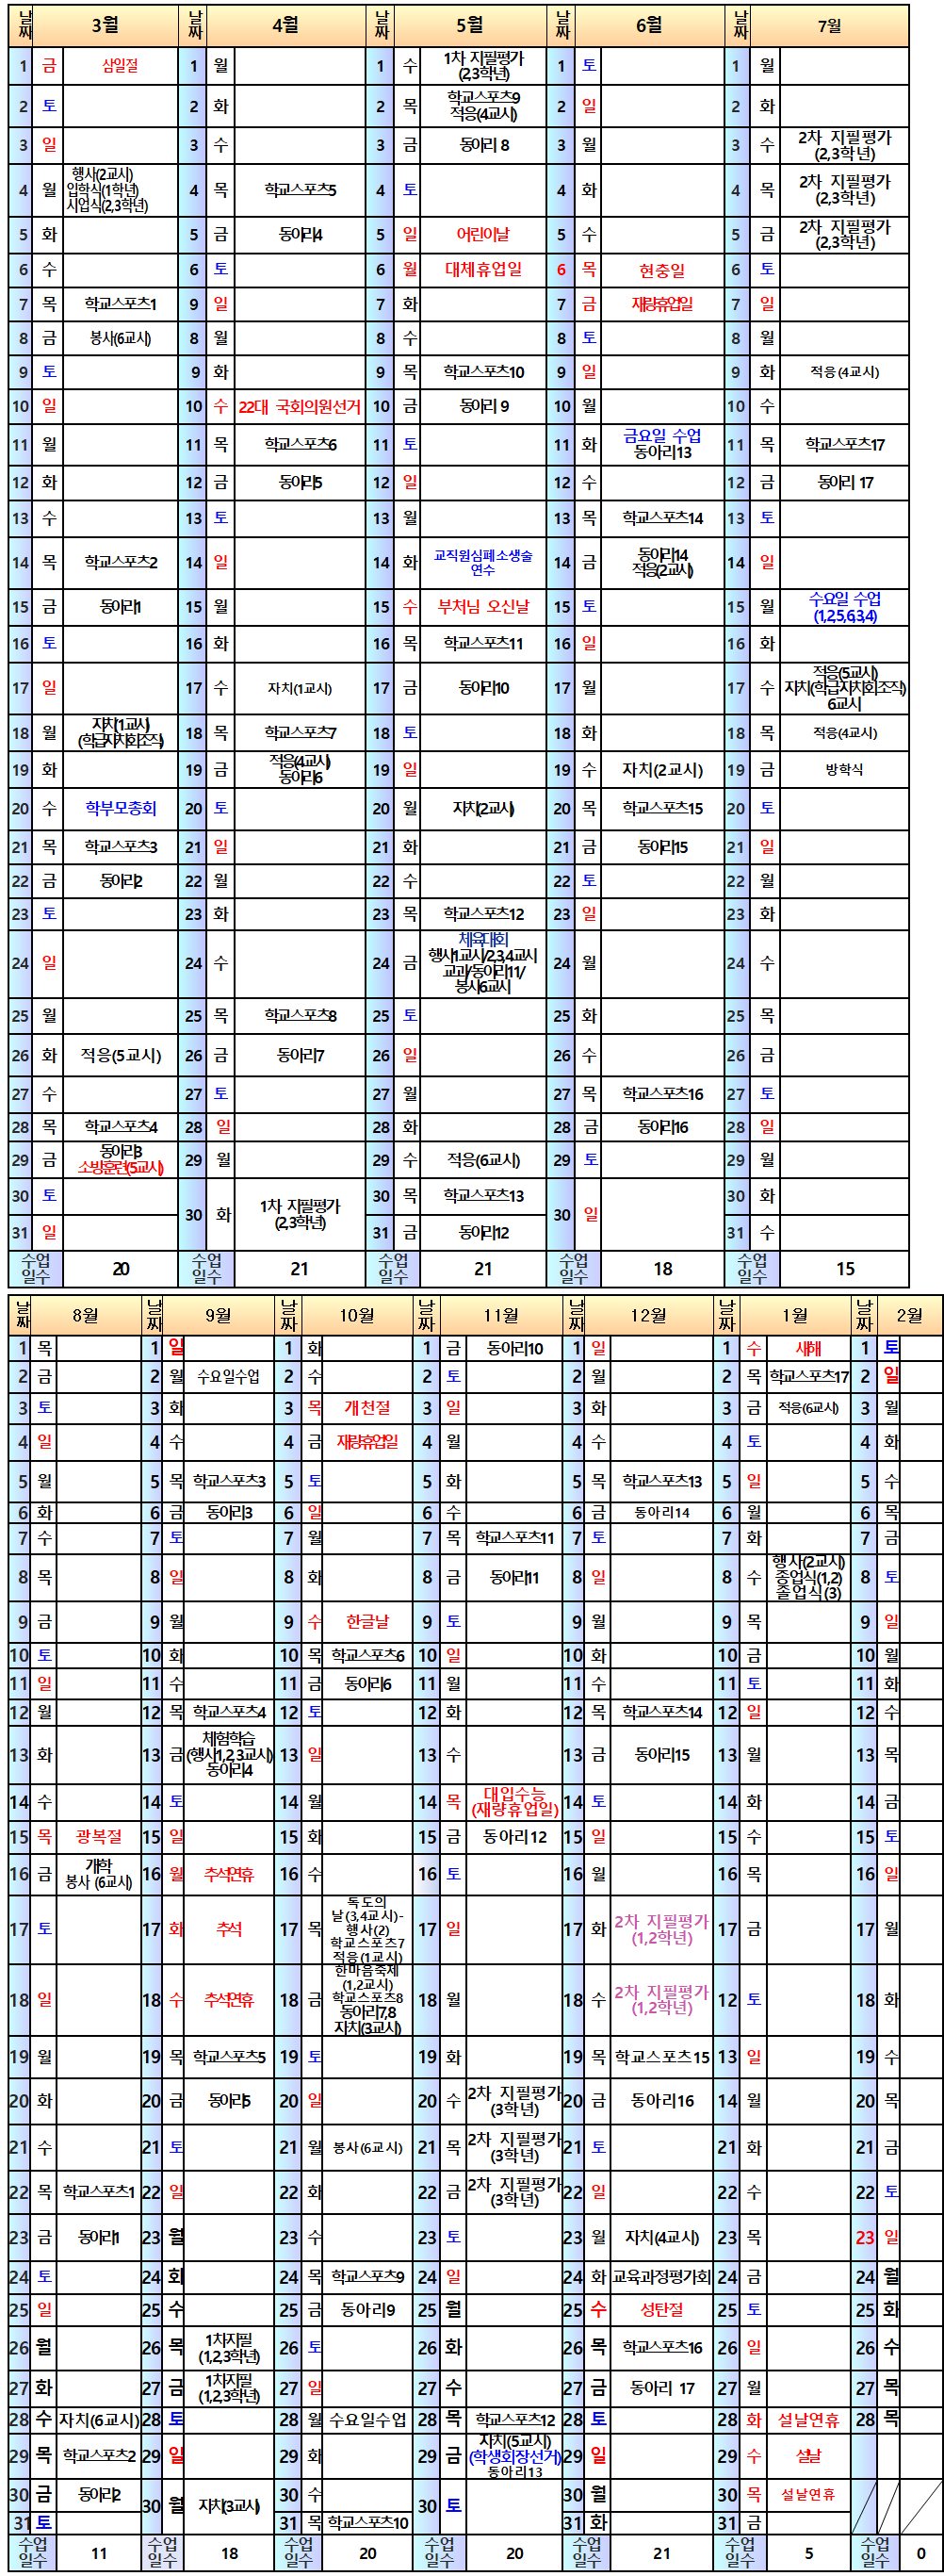 날짜 3월 날짜 4월 날짜 5월 날짜 6월 날짜 7월
1 금 삼일절 1 월 1 수 1차 지필평가 (2,3학년) 1 토 1 월
2 토 2 화 2 목 학교스포츠9 적응(4교시) 2 일 2 화
3 일 3 수 3 금 동아리 8 3 월 3 수 2차 지필평가 (2,3학년)
4 월 행사(2교시) 입학식(1학년) 시업식(2,3학년) 4 목 학교스포츠5 4 토 4 화 4 목 2차 지필평가 (2,3학년)
5 화 5 금 동아리4 5 일 어린이날 5 수 5 금 2차 지필평가 (2,3학년)
6 수 6 토 6 월 대체휴업일 6 목 현충일 6 토
7 목 학교스포츠1 9 일 7 화 7 금 재량휴업일 7 일
8 금 봉사(6교시) 8 월 8 수 8 토 8 월
9 토 9 화 9 목 학교스포츠10 9 일 9 화 적응(4교시)
10 일 10 수 22대 국회의원선거 10 금 동아리 9 10 월 10 수
11 월 11 목 학교스포츠6 11 토 11 화 금요일 수업 동아리13 11 목 학교스포츠17
12 화 12 금 동아리5 12 일 12 수 12 금 동아리 17
13 수 13 토 13 월 13 목 학교스포츠14 13 토
14 목 학교스포츠2 14 일 14 화 교직원심폐소생술 연수 14 금 동아리14 적응(2교시) 14 일
15 금 동아리1 15 월 15 수 부처님 오신날 15 토 15 월 수요일 수업 (1,2,5,6,3,4)
16 토 16 화 16 목 학교스포츠11 16 일 16 화
17 일 17 수 자치(1교시) 17 금 동아리10 17 월 17 수 적응(5교시) 자치(학급자치회조직) 6교시
18 월 자치(1교시) (학급자치회조직) 18 목 학교스포츠7 18 토 18 화 18 목 적응(4교시)
19 화 19 금 적응(4교시) 동아리6 19 일 19 수 자치(2교시) 19 금 방학식
20 수 학부모총회 20 토 20 월 자치(2교시) 20 목 학교스포츠15 20 토
21 목 학교스포츠3 21 일 21 화 21 금 동아리15 21 일
22 금 동아리2 22 월 22 수 22 토 22 월
23 토 23 화 23 목 학교스포츠12 23 일 23 화
24 일 24 수 24 금 체육대회 행사1교시/2,3,4교시 교과/동아리11/ 봉사6교시 24 월 24 수
25 월 25 목 학교스포츠8 25 토 25 화 25 목
26 화 적응(5교시) 26 금 동아리7 26 일 26 수 26 금
27 수 27 토 27 월 27 목 학교스포츠16 27 토
28 목 학교스포츠4 28 일 28 화 28 금 동아리16 28 일
29 금 동아리3 소방훈련(5교시) 29 월 29 수 적응(6교시) 29 토 29 월
30 토 30 화 1차 지필평가 (2,3학년) 30 목 학교스포츠13 30 일 30 화
31 일 31 금 동아리12 31 수
수업일수 20 수업일수 21 수업일수 21 수업일수 18 수업일수 15
날짜 8월 날짜 9월 날짜 10월 날짜 11월 날짜 12월 날짜 1월 날짜 2월
1 목 1 일 1 화 1 금 동아리10 1 일 1 수 새해 1 토
2 금 2 월 수요일수업 2 수 2 토 2 월 2 목 학교스포츠17 2 일
3 토 3 화 3 목 개천절 3 일 3 화 3 금 적응(6교시) 3 월
4 일 4 수 4 금 재량휴업일 4 월 4 수 4 토 4 화
5 월 5 목 학교스포츠3 5 토 5 화 5 목 학교스포츠13 5 일 5 수
6 화 6 금 동아리3 6 일 6 수 6 금 동아리14 6 월 6 목
7 수 7 토 7 월 7 목 학교스포츠11 7 토 7 화 7 금
8 목 8 일 8 화 8 금 동아리11 8 일 8 수 행사(2교시) 종업식(1,2) 졸업식(3) 8 토
9 금 9 월 9 수 한글날 9 토 9 월 9 목 9 일
10 토 10 화 10 목 학교스포츠6 10 일 10 화 10 금 10 월
11 일 11 수 11 금 동아리6 11 월 11 수 11 토 11 화
12 월 12 목 학교스포츠4 12 토 12 화 12 목 학교스포츠14 12 일 12 수
13 화 13 금 체험학습 (행사1,2,3교시) 동아리4 13 일 13 수 13 금 동아리15 13 월 13 목
14 수 14 토 14 월 14 목 대입수능 (재량휴업일) 14 토 14 화 14 금
15 목 광복절 15 일 15 화 15 금 동아리12 15 일 15 수 15 토
16 금 개학 봉사 (6교시) 16 월 추석연휴 16 수 16 토 16 월 16 목 16 일
17 토 17 화 추석 17 목 독도의 날(3,4교시)- 행사(2) 학교스포츠7 적응(1교시) 17 일 17 화 2차 지필평가 (1,2학년) 17 금 17 월
18 일 18 수 추석연휴 18 금 한마음축제 (1,2교시) 학교스포츠8 동아리7,8 자치(3교시) 18 월 18 수 2차 지필평가 (1,2학년) 12 토 18 화
19 월 19 목 학교스포츠5 19 토 19 화 19 목 학교스포츠15 13 일 19 수
20 화 20 금 동아리5 20 일 20 수 2차 지필평가 (3학년) 20 금 동아리16 14 월 20 목
21 수 21 토 21 월 봉사(6교시) 21 목 2차 지필평가 (3학년) 21 토 21 화 21 금
22 목 학교스포츠1 22 일 22 화 22 금 2차 지필평가 (3학년) 22 일 22 수 22 토
23 금 동아리1 23 월 23 수 23 토 23 월 자치(4교시) 23 목 23 일
24 토 24 화 24 목 학교스포츠9 24 일 24 화 교육과정평가회 24 금 24 월
25 일 25 수 25 금 동아리9 25 월 25 수 성탄절 25 토 25 화
26 월 26 목 1차지필 (1,2,3학년) 26 토 26 화 26 목 학교스포츠16 26 일 26 수
27 화 27 금 1차지필 (1,2,3학년) 27 일 27 수 27 금 동아리 17 27 월 27 목
28 수 자치(6교시) 28 토 28 월 수요일수업 28 목 학교스포츠12 28 토 28 화 설날연휴 28 목
29 목 학교스포츠2 29 일 29 화 29 금 자치(5교시) (학생회장선거) 동아리13 29 일 29 수 설날
30 금 동아리2 30 월 자치(3교시) 30 수 30 토 30 월 30 목 설날연휴
31 토 31 목 학교스포츠10 31 화 31 금
수업일수 11 수업일수 18 수업일수 20 수업일수 20 수업일수 21 수업일수 5 수업일수 0